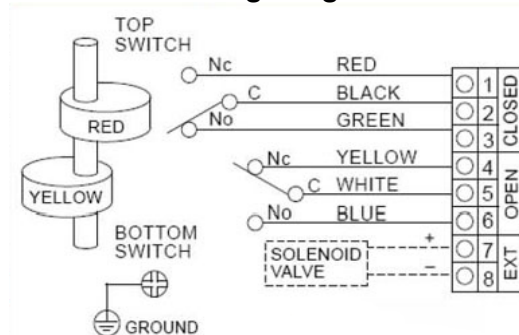 TOP
SWITCH
Nc RED
C BLACK
No GREEN
RED
Nc YELLOW
C WHITE
No BLUE
YELLOW
BOTTOM
SWITCH
SOLENOID
VALVE
+
−
GROUND
1
2
3
4
5
6
7
8
CLOSED
OPEN
EXT